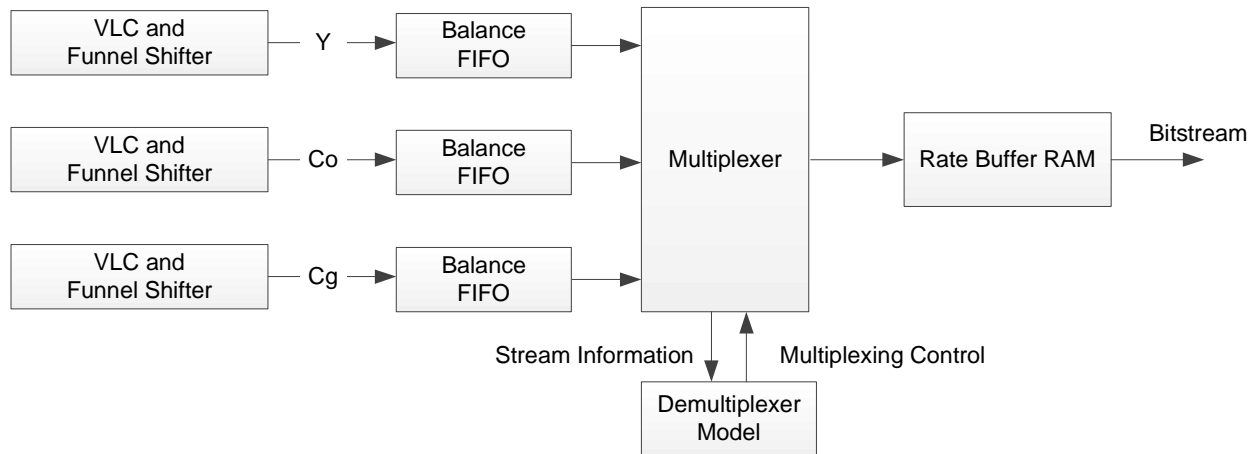 VLC and
Funnel Shifter
Y
Balance
FIFO
VLC and
Funnel Shifter
Co
Balance
FIFO
Multiplexer
Rate Buffer RAM
Bitstream
VLC and
Funnel Shifter
Cg
Balance
FIFO
Stream Information
Multiplexing Control
Demultiplexer
Model